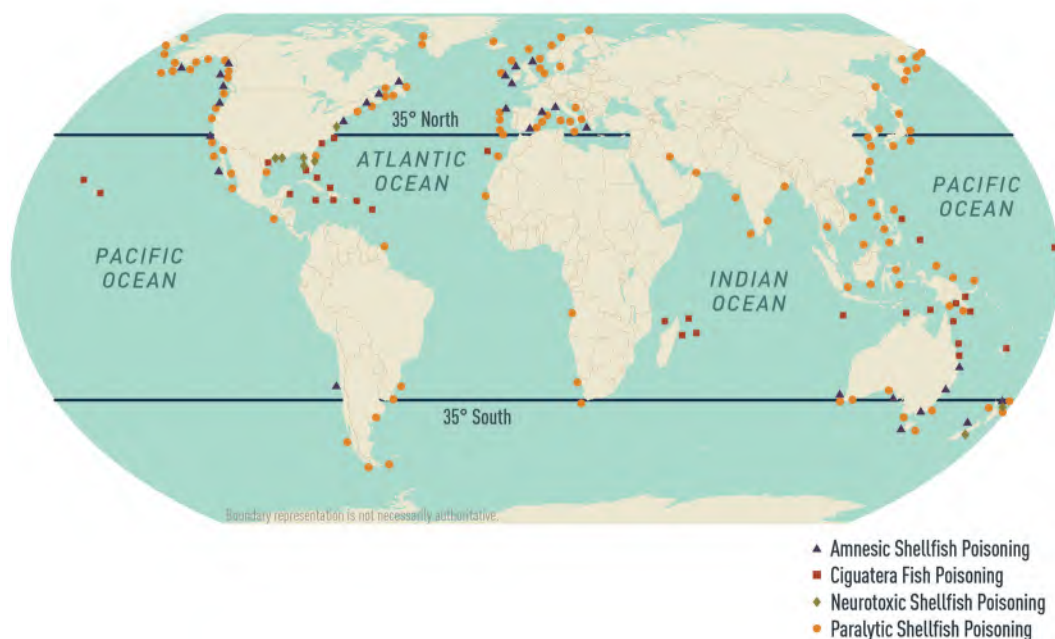 35° North
ATLANTIC
OCEAN
PACIFIC
OCEAN
PACIFIC
OCEAN
INDIAN
OCEAN
35° South
Boundary representation is not necessarily authoritative.
Amnesic Shellfish Poisoning
Ciguatera Fish Poisoning
Neurotoxic Shellfish Poisoning
Paralytic Shellfish Poisoning